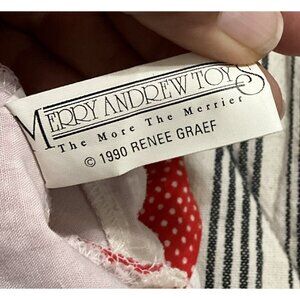 MERRY ANDREW TOYS
The More The Merrier
© 1990 RENEE GRAEF